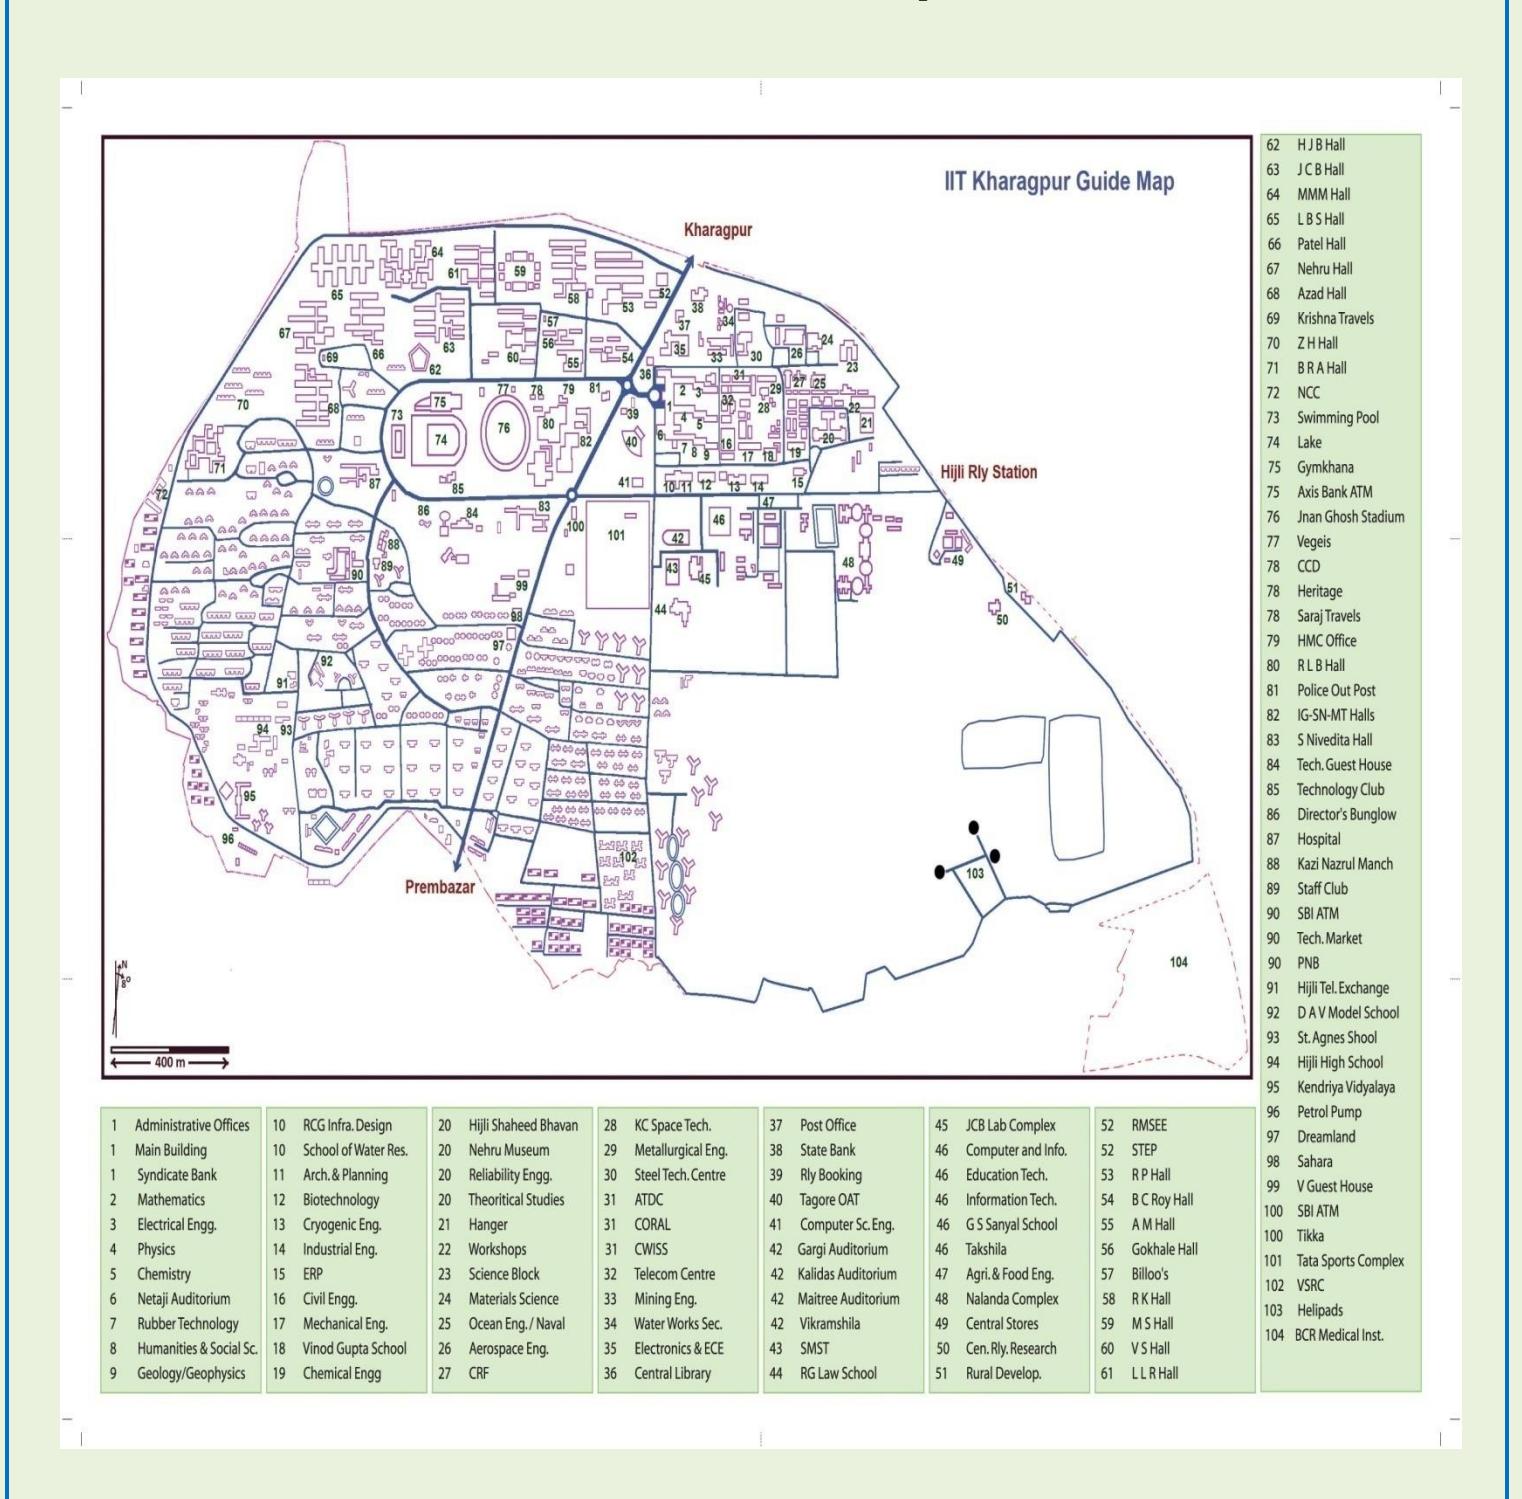 IIT Kharagpur Guide Map
Kharagpur
Hijli Rly Station
Prembazar
N
8°
400 m
64
61
59
52
65
58
53
38
37
34
67
57
56
66
63
69
62
60
55
54
35
33
30
26
24
23
36
31
70
68
73
75
77
78
79
81
39
1
2
3
32
29
27
25
28
22
21
74
76
80
82
40
4
5
6
7
8
9
16
17
18
19
20
71
72
87
85
41
10
11
12
13
14
15
47
86
84
83
100
101
46
42
88
89
90
43
45
48
49
99
98
44
51
50
97
92
91
94
93
95
96
102
103
104
1 Administrative Offices
1 Main Building
1 Syndicate Bank
2 Mathematics
3 Electrical Engg.
4 Physics
5 Chemistry
6 Netaji Auditorium
7 Rubber Technology
8 Humanities & Social Sc.
9 Geology/Geophysics
10 RCG Infra. Design
10 School of Water Res.
11 Arch. & Planning
12 Biotechnology
13 Cryogenic Eng.
14 Industrial Eng.
15 ERP
16 Civil Engg.
17 Mechanical Eng.
18 Vinod Gupta School
19 Chemical Engg
20 Hijli Shaheed Bhavan
20 Nehru Museum
20 Reliability Engg.
20 Theoritical Studies
21 Hanger
22 Workshops
23 Science Block
24 Materials Science
25 Ocean Eng. / Naval
26 Aerospace Eng.
27 CRF
28 KC Space Tech.
29 Metallurgical Eng.
30 Steel Tech. Centre
31 ATDC
31 CORAL
31 CWISS
32 Telecom Centre
33 Mining Eng.
34 Water Works Sec.
35 Electronics & ECE
36 Central Library
37 Post Office
38 State Bank
39 Rly Booking
40 Tagore OAT
41 Computer Sc. Eng.
42 Gargi Auditorium
42 Kalidas Auditorium
42 Maitree Auditorium
42 Vikramshila
43 SMST
44 RG Law School
45 JCB Lab Complex
46 Computer and Info.
46 Education Tech.
46 Information Tech.
46 G S Sanyal School
46 Takshila
47 Agri. & Food Eng.
48 Nalanda Complex
49 Central Stores
50 Cen. Rly. Research
51 Rural Develop.
52 RMSEE
52 STEP
53 R P Hall
54 B C Roy Hall
55 A M Hall
56 Gokhale Hall
57 Billoo's
58 R K Hall
59 M S Hall
60 V S Hall
61 L L R Hall
62 H J B Hall
63 J C B Hall
64 MMM Hall
65 L B S Hall
66 Patel Hall
67 Nehru Hall
68 Azad Hall
69 Krishna Travels
70 Z H Hall
71 B R A Hall
72 NCC
73 Swimming Pool
74 Lake
75 Gymkhana
75 Axis Bank ATM
76 Jnan Ghosh Stadium
77 Vegeis
78 CCD
78 Heritage
78 Saraj Travels
79 HMC Office
80 R L B Hall
81 Police Out Post
82 IG-SN-MT Halls
83 S Nivedita Hall
84 Tech. Guest House
85 Technology Club
86 Director's Bunglow
87 Hospital
88 Kazi Nazrul Manch
89 Staff Club
90 SBI ATM
90 Tech. Market
90 PNB
91 Hijli Tel. Exchange
92 D A V Model School
93 St. Agnes Shool
94 Hijli High School
95 Kendriya Vidyalaya
96 Petrol Pump
97 Dreamland
98 Sahara
99 V Guest House
100 SBI ATM
100 Tikka
101 Tata Sports Complex
102 VSRC
103 Helipads
104 BCR Medical Inst.